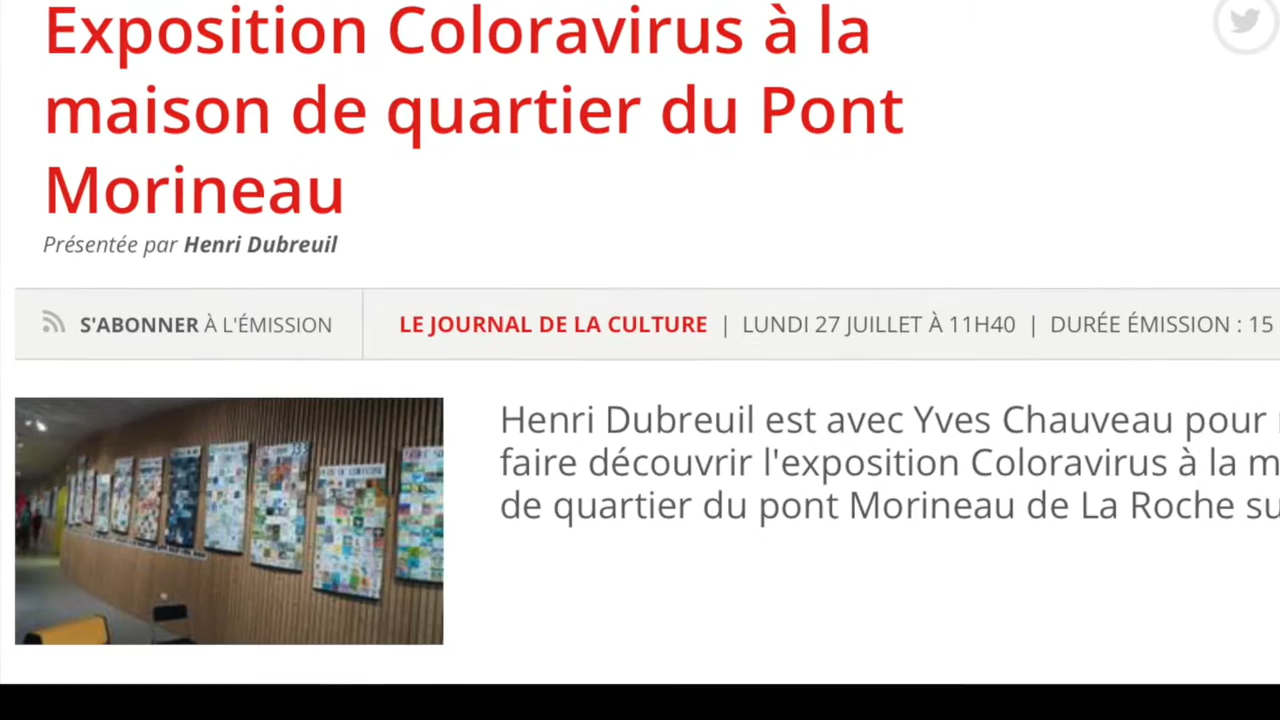 Exposition Coloravirus à la
maison de quartier du Pont
Morineau
Présentée par Henri Dubreuil
S'ABONNER À L'ÉMISSION
LE JOURNAL DE LA CULTURE | LUNDI 27 JUILLET À 11H40 | DURÉE ÉMISSION : 15
Henri Dubreuil est avec Yves Chauveau pour
faire découvrir l'exposition Coloravirus à la m
de quartier du pont Morineau de La Roche su